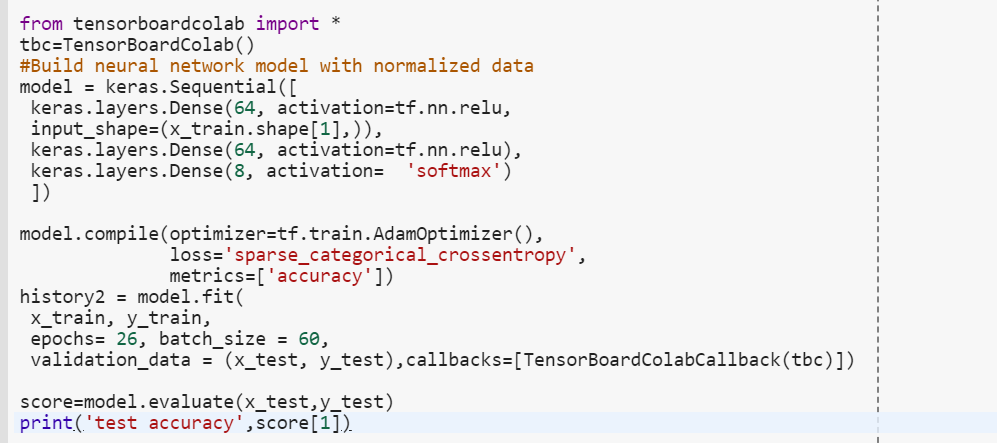 from tensorboardcolab import *
tbc=TensorBoardColab()
#Build neural network model with normalized data
model = keras.Sequential([
 keras.layers.Dense(64, activation=tf.nn.relu,
 input_shape=(x_train.shape[1],)),
 keras.layers.Dense(64, activation=tf.nn.relu),
 keras.layers.Dense(8, activation=  'softmax')
 ])

model.compile(optimizer=tf.train.AdamOptimizer(),
              loss='sparse_categorical_crossentropy',
              metrics=['accuracy'])
history2 = model.fit(
 x_train, y_train,
 epochs= 26, batch_size = 60,
 validation_data = (x_test, y_test),callbacks=[TensorBoardColabCallback(tbc)])

score=model.evaluate(x_test,y_test)
print('test accuracy',score[1])